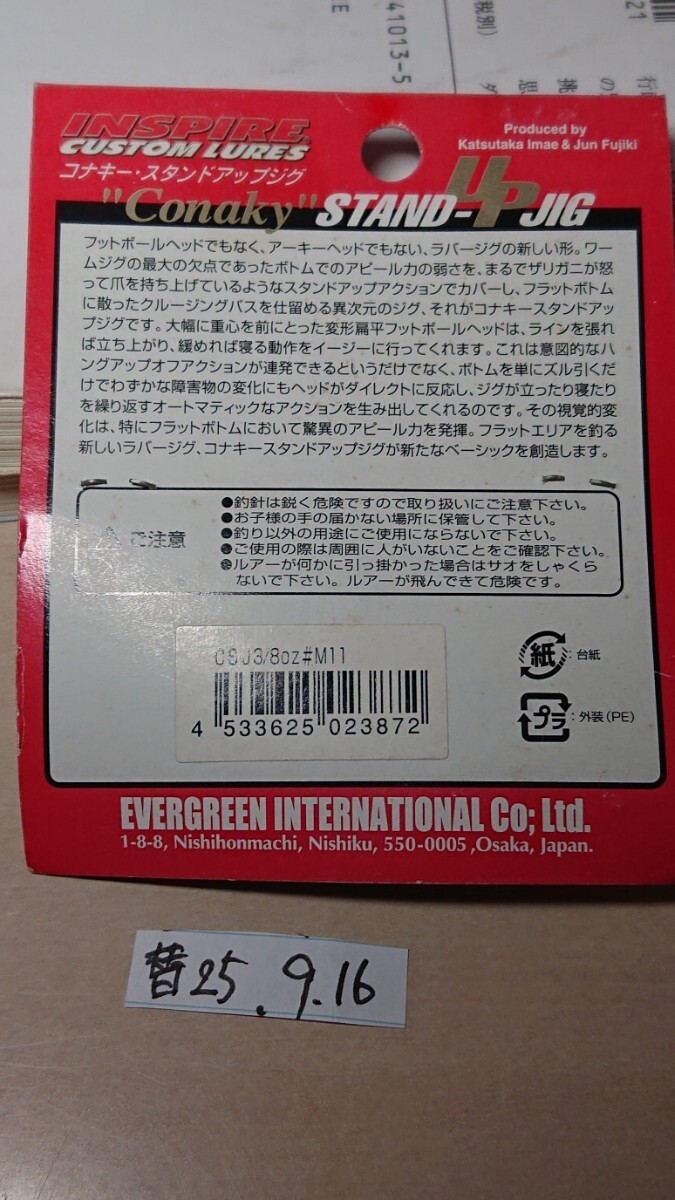 21
(税別)
41013-5
INSPIRE
CUSTOM LURES
コナキー・スタンドアップジグ
Produced by
Katsutaka Imae & Jun Fujiki
"Conaky" STAND-UP JIG
フットボールヘッドでもなく、アーキーヘッドでもない、ラバージグの新しい形。ワー
ムジグの最大の欠点であったボトムでのアピール力の弱さを、まるでザリガニが怒
って爪を持ち上げているようなスタンドアップアクションでカバーし、フラットボトム
に散ったクルージングバスを仕留める異次元のジグ、それがコナキースタンドアッ
プジグです。大幅に重心を前にとった変形扁平フットボールヘッドは、ラインを張れ
ば立ち上がり、緩めれば寝る動作をイージーに行ってくれます。これは意図的なハ
ングアップオフアクションが連発できるというだけでなく、ボトムを単にズル引くだ
けでわずかな障害物の変化にもヘッドがダイレクトに反応し、ジグが立ったり寝たり
を繰り返すオートマティックなアクションを生み出してくれるのです。その視覚的変
化は、特にフラットボトムにおいて驚異のアピール力を発揮。フラットエリアを釣る
新しいラバージグ、コナキースタンドアップジグが新たなベーシックを創造します。
ご注意
●釣針は鋭く危険ですので取り扱いにご注意下さい。
●お子様の手の届かない場所に保管して下さい。
●釣り以外の用途にご使用にならないで下さい。
●ご使用の際は周囲に人がいないことをご確認下さい。
●ルアーが何かに引っ掛かった場合はサオをしゃくら
ないで下さい。ルアーが飛んできて危険です。
CSJ3/8oz#M11
4 533625 023872
紙 :台紙
プラ :外装(PE)
EVERGREEN INTERNATIONAL Co; Ltd.
1-8-8, Nishihonmachi, Nishiku, 550-0005 ,Osaka, Japan.
昔25.9.16